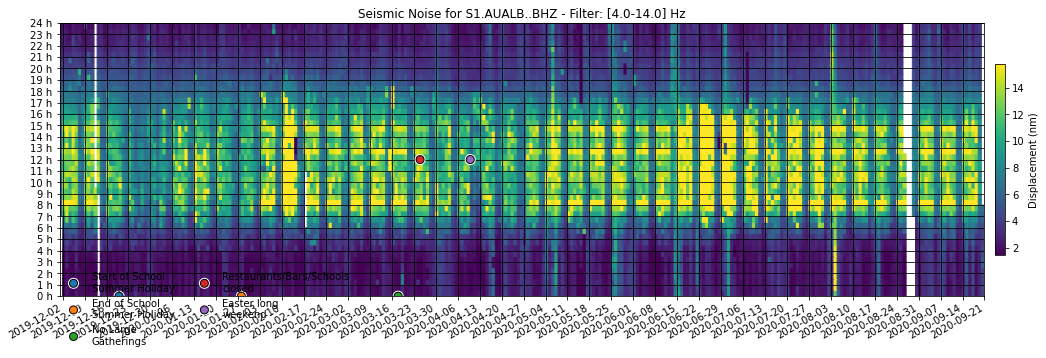 Seismic Noise for S1.AUALB..BHZ - Filter: [4.0-14.0] Hz
24 h
23 h
22 h
21 h
20 h
19 h
18 h
17 h
16 h
15 h
14 h
13 h
12 h
11 h
10 h
9 h
8 h
7 h
6 h
5 h
4 h
3 h
2 h
1 h
0 h
14
12
10
8
6
4
2
Displacement (nm)
Start of School
Summer Holiday
End of School
Summer Holiday
No Large
Gatherings
Restaurants/Bars/Schools
closed
Easter long
weekend
2019-12-02
2020-02-17
2020-02-24
2020-03-02
2020-03-09
2020-03-16
2020-03-23
2020-03-30
2020-04-06
2020-04-13
2020-04-20
2020-04-27
2020-05-04
2020-05-11
2020-05-18
2020-05-25
2020-06-01
2020-06-08
2020-06-15
2020-06-22
2020-06-29
2020-07-06
2020-07-13
2020-07-20
2020-07-27
2020-08-03
2020-08-10
2020-08-17
2020-08-24
2020-08-31
2020-09-07
2020-09-14
2020-09-21